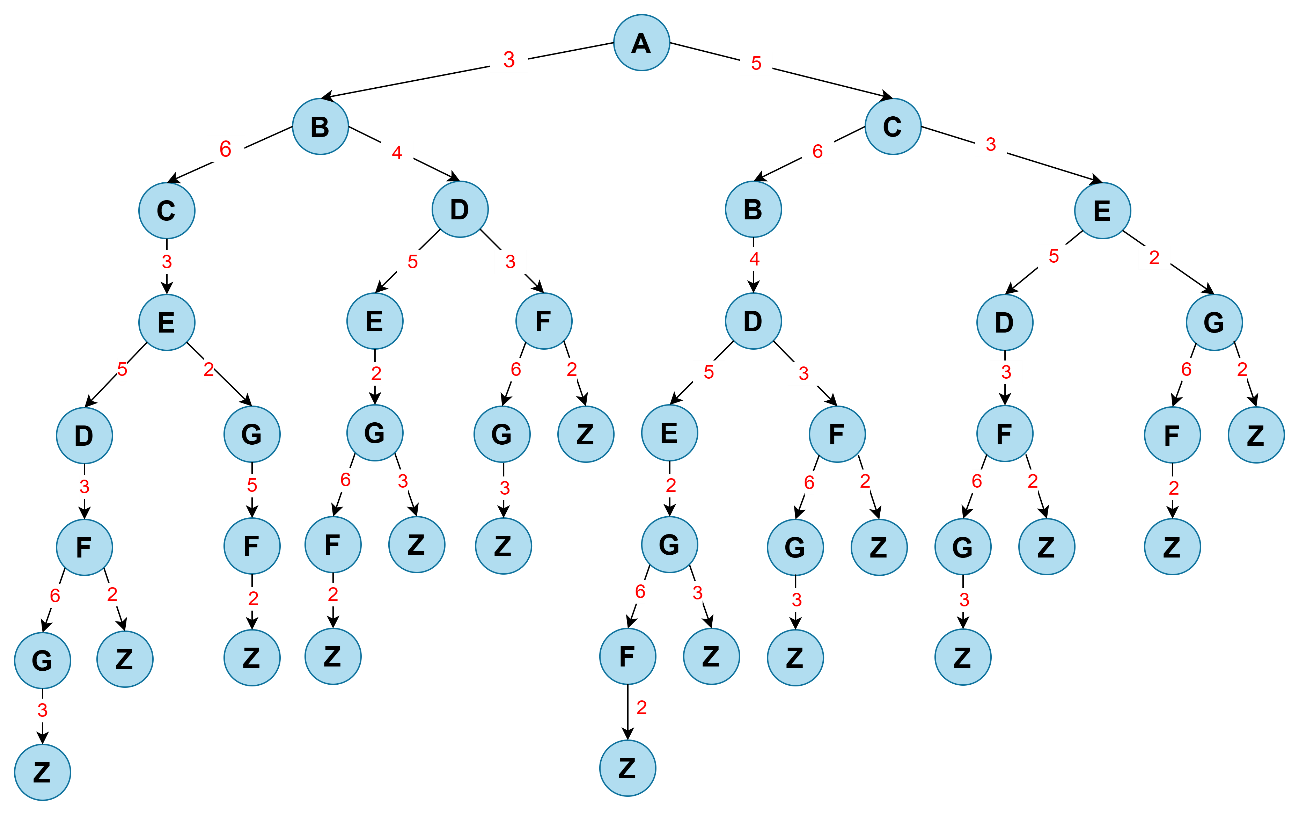 A
3 5
B C
6 4 6 3
C D B E
3 5 3 4 5 2
E E F D D G
5 2 2 6 2 5 3 3 6 2
D G G G Z E F F F Z
3 5 6 3 3 2 6 2 6 2 2
F F F Z Z G G Z G Z Z
6 2 2 2 6 3 3 3
G Z Z Z F Z Z Z
3 2
Z Z